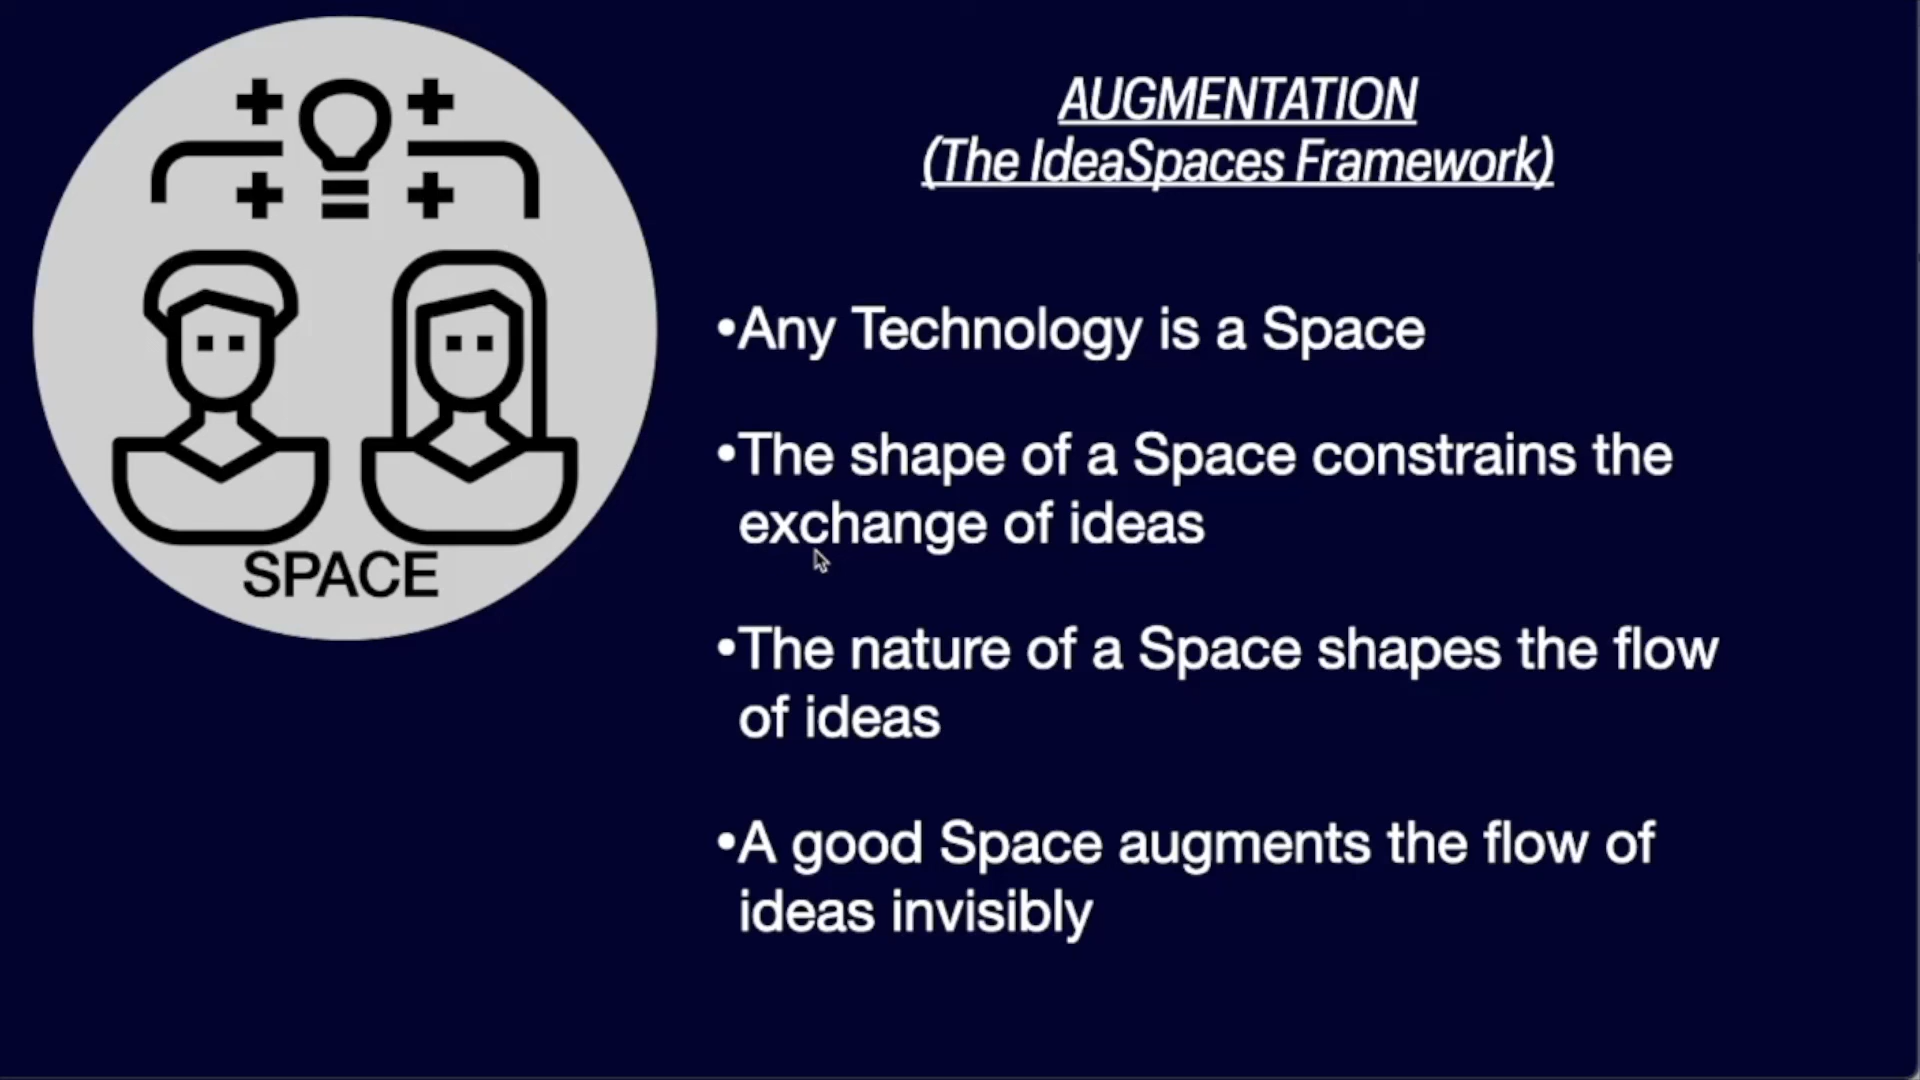 AUGMENTATION
(The IdeaSpaces Framework)
•Any Technology is a Space
•The shape of a Space constrains the
exchange of ideas
•The nature of a Space shapes the flow
of ideas
•A good Space augments the flow of
ideas invisibly
SPACE